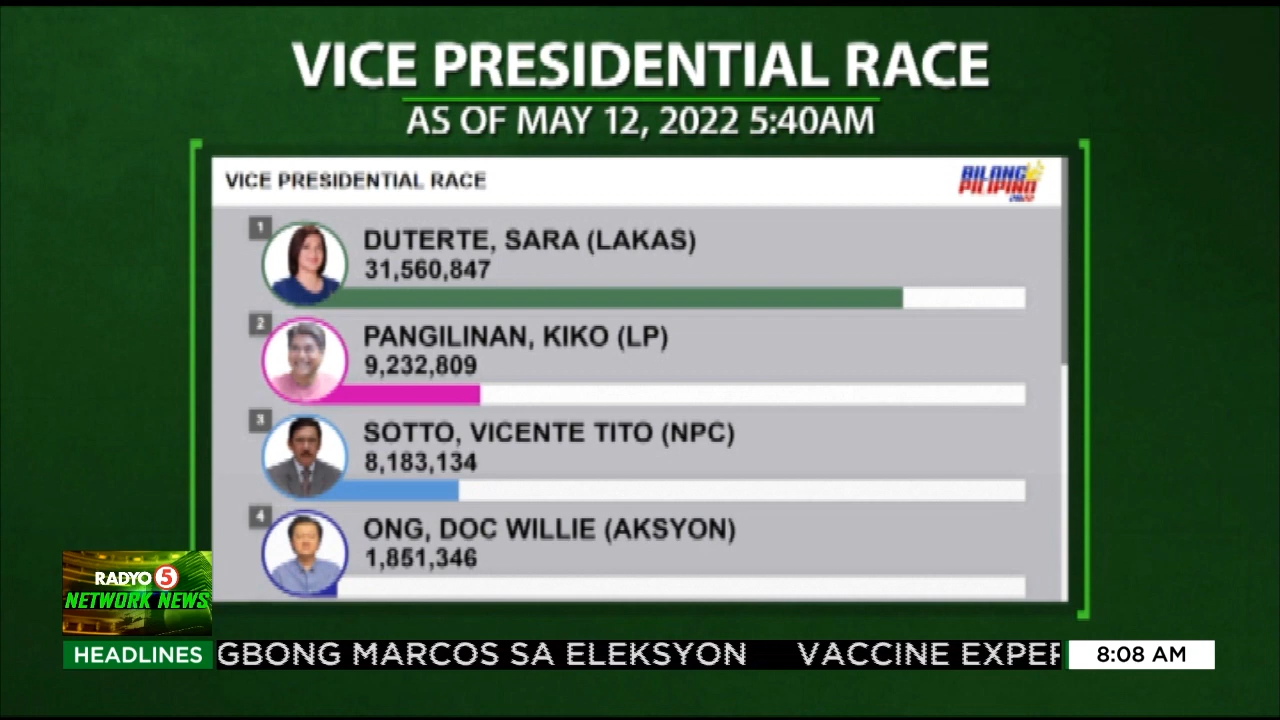 VICE PRESIDENTIAL RACE
AS OF MAY 12, 2022 5:40AM
VICE PRESIDENTIAL RACE
BILANG
PILIPINO
2022
1
DUTERTE, SARA (LAKAS)
31,560,847
2
PANGILINAN, KIKO (LP)
9,232,809
3
SOTTO, VICENTE TITO (NPC)
8,183,134
4
ONG, DOC WILLIE (AKSYON)
1,851,346
RADYO 5
NETWORK NEWS
HEADLINES
GBONG MARCOS SA ELEKSYON VACCINE EXPER
8:08 AM